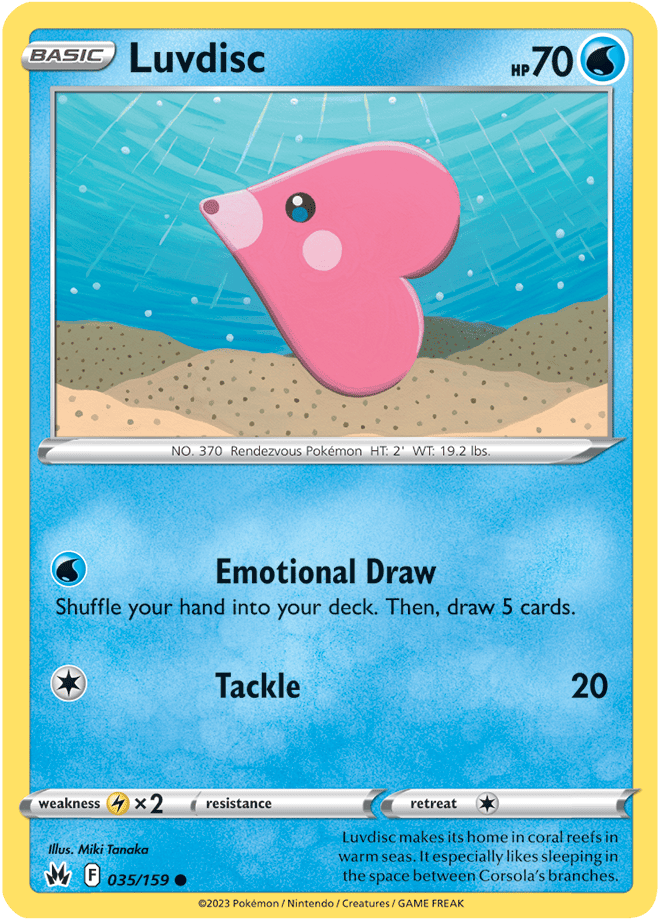 BASIC Luvdisc HP70
NO. 370 Rendezvous Pokémon HT: 2' WT: 19.2 lbs.
Emotional Draw
Shuffle your hand into your deck. Then, draw 5 cards.
Tackle 20
weakness ×2 resistance retreat
Illus. Miki Tanaka
F 035/159
Luvdisc makes its home in coral reefs in
warm seas. It especially likes sleeping in
the space between Corsola's branches.
©2023 Pokémon / Nintendo / Creatures / GAME FREAK